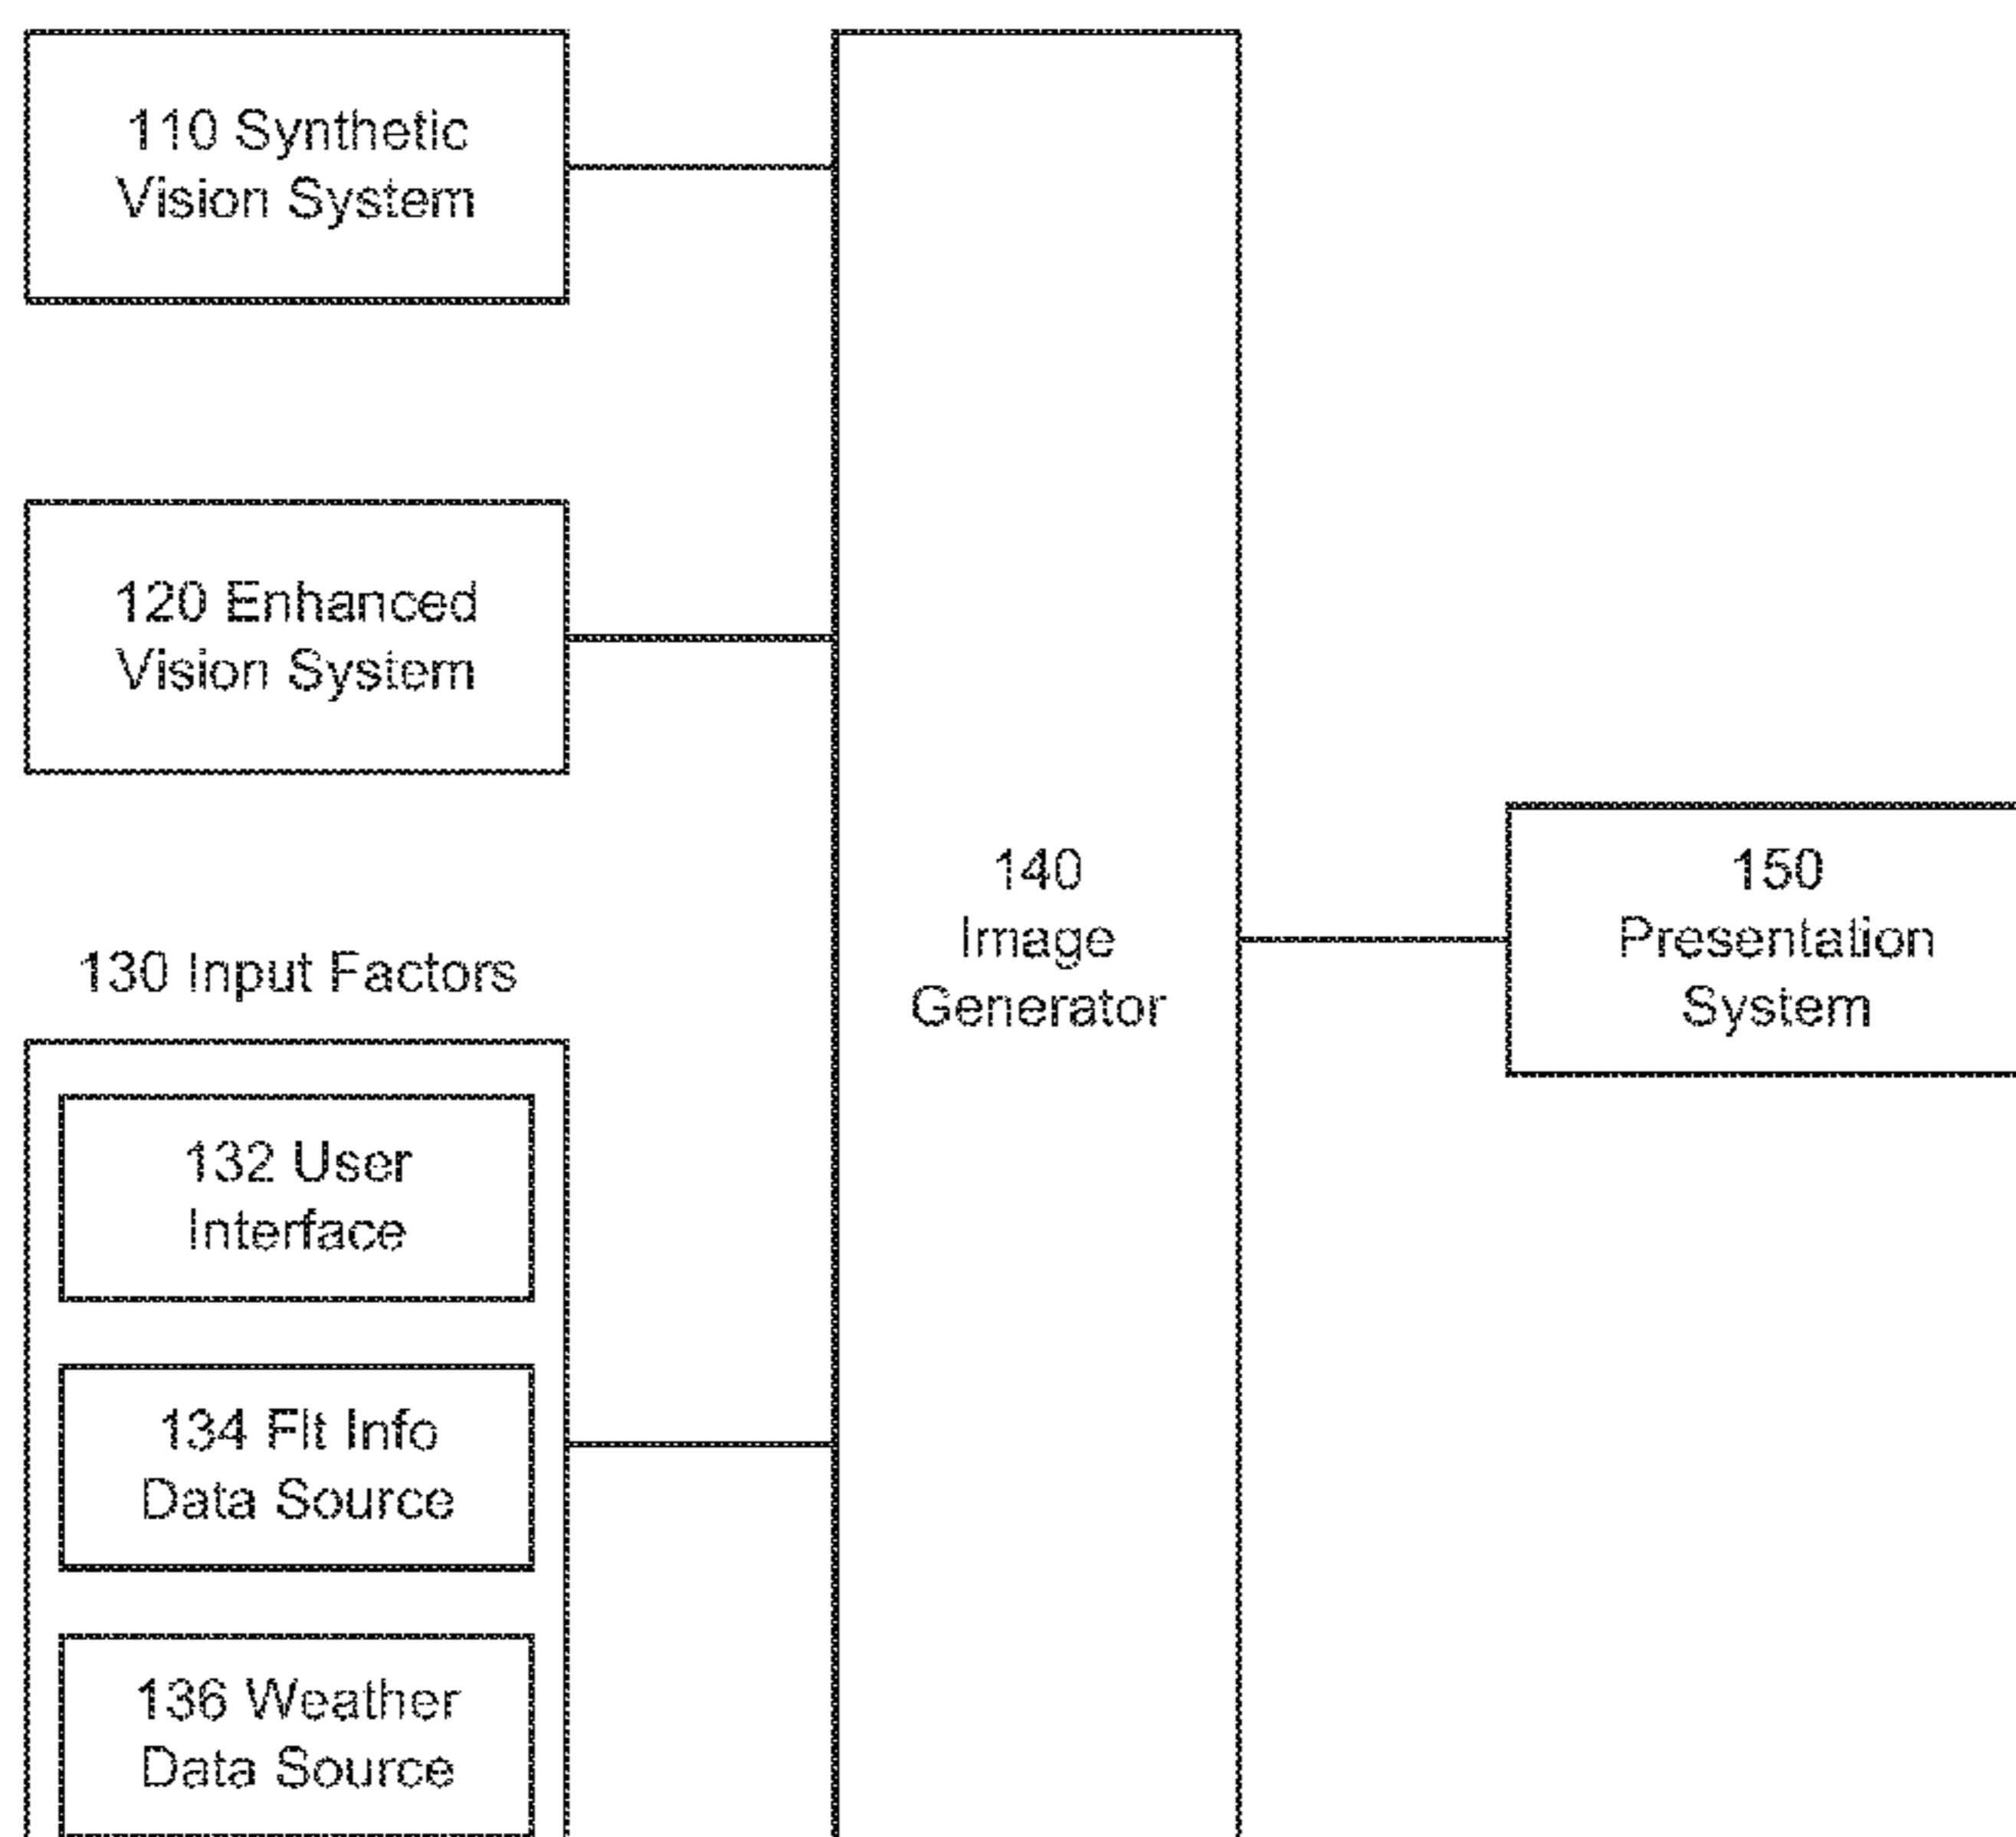 110 Synthetic
Vision System
120 Enhanced
Vision System
130 Input Factors
132 User
Interface
134 Flt Info
Data Source
136 Weather
Data Source
140
Image
Generator
150
Presentation
System